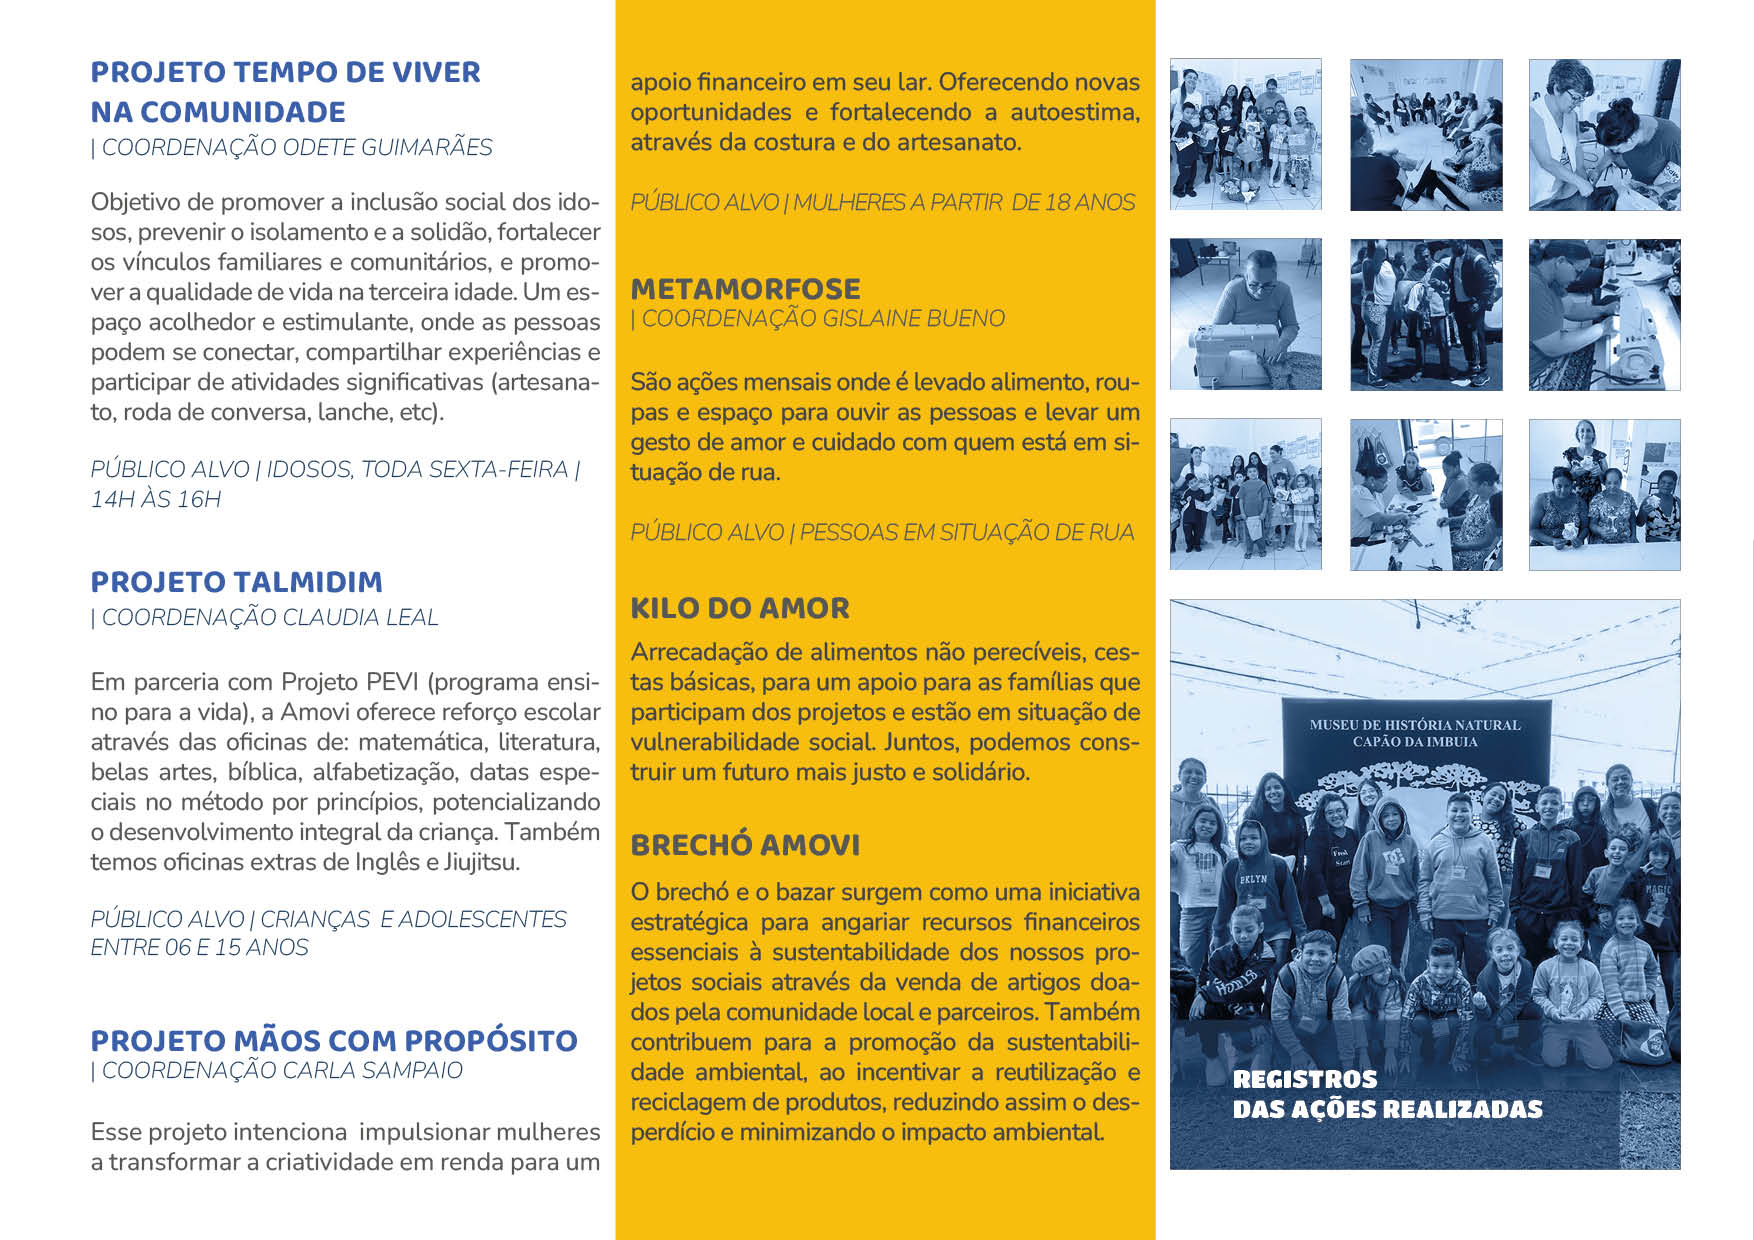 PROJETO TEMPO DE VIVER
NA COMUNIDADE
| COORDENAÇÃO ODETE GUIMARÃES
Objetivo de promover a inclusão social dos ido-
sos, prevenir o isolamento e a solidão, fortalecer
os vínculos familiares e comunitários, e promo-
ver a qualidade de vida na terceira idade. Um es-
paço acolhedor e estimulante, onde as pessoas
podem se conectar, compartilhar experiências e
participar de atividades significativas (artesana-
to, roda de conversa, lanche, etc).
PÚBLICO ALVO | IDOSOS, TODA SEXTA-FEIRA |
14H ÀS 16H
PROJETO TALMIDIM
| COORDENAÇÃO CLAUDIA LEAL
Em parceria com Projeto PEVI (programa ensi-
no para a vida), a Amovi oferece reforço escolar
através das oficinas de: matemática, literatura,
belas artes, bíblica, alfabetização, datas espe-
ciais no método por princípios, potencializando
o desenvolvimento integral da criança. Também
temos oficinas extras de Inglês e Jiujitsu.
PÚBLICO ALVO | CRIANÇAS E ADOLESCENTES
ENTRE 06 E 15 ANOS
PROJETO MÃOS COM PROPÓSITO
| COORDENAÇÃO CARLA SAMPAIO
Esse projeto intenciona impulsionar mulheres
a transformar a criatividade em renda para um
apoio financeiro em seu lar. Oferecendo novas
oportunidades e fortalecendo a autoestima,
através da costura e do artesanato.
PÚBLICO ALVO | MULHERES A PARTIR DE 18 ANOS
METAMORFOSE
| COORDENAÇÃO GISLAINE BUENO
São ações mensais onde é levado alimento, rou-
pas e espaço para ouvir as pessoas e levar um
gesto de amor e cuidado com quem está em si-
tuação de rua.
PÚBLICO ALVO | PESSOAS EM SITUAÇÃO DE RUA
KILO DO AMOR
Arrecadação de alimentos não perecíveis, ces-
tas básicas, para um apoio para as famílias que
participam dos projetos e estão em situação de
vulnerabilidade social. Juntos, podemos cons-
truir um futuro mais justo e solidário.
BRECHÓ AMOVI
O brechó e o bazar surgem como uma iniciativa
estratégica para angariar recursos financeiros
essenciais à sustentabilidade dos nossos pro-
jetos sociais através da venda de artigos doa-
dos pela comunidade local e parceiros. Também
contribuem para a promoção da sustentabili-
dade ambiental, ao incentivar a reutilização e
reciclagem de produtos, reduzindo assim o des-
perdício e minimizando o impacto ambiental.
MUSEU DE HISTÓRIA NATURAL
CAPÃO DA IMBUIA
REGISTROS
DAS AÇÕES REALIZADAS